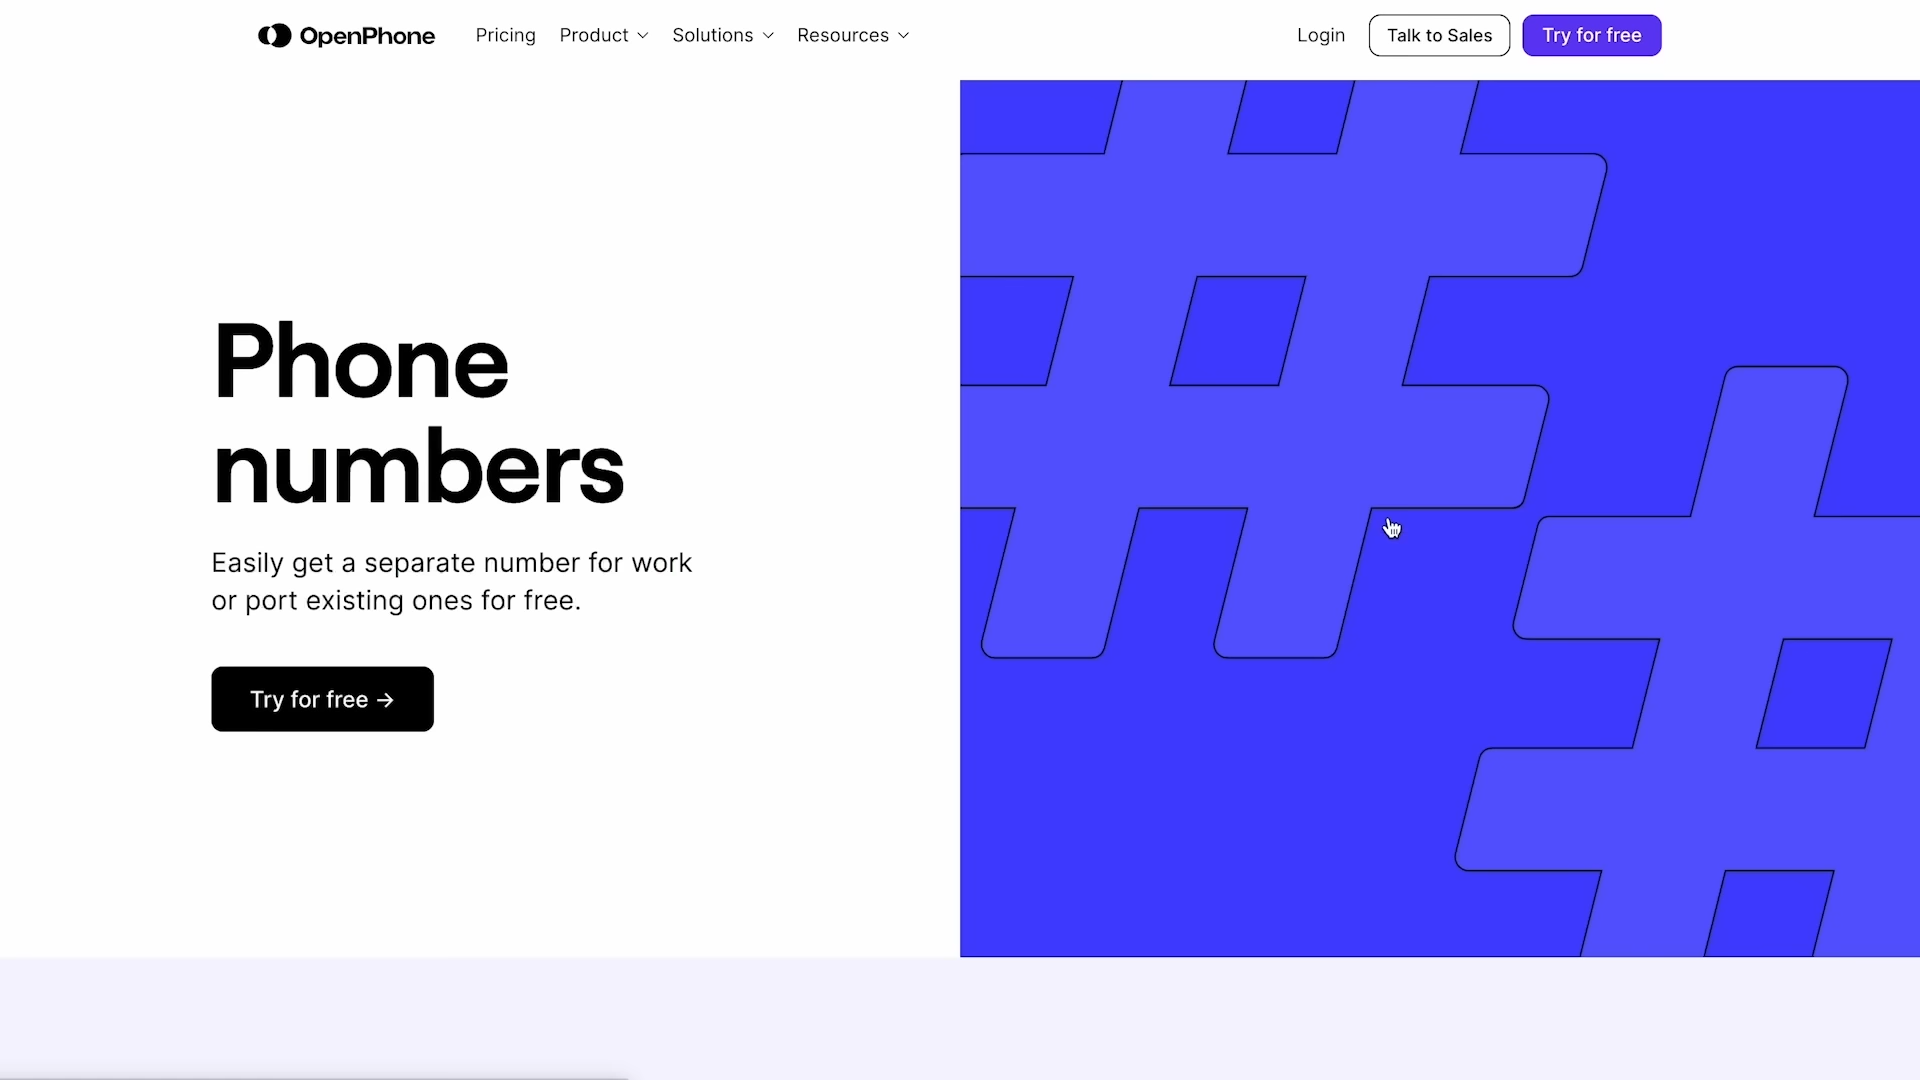 OpenPhone
Pricing
Product
Solutions
Resources
Login
Talk to Sales
Try for free
Phone
numbers
Easily get a separate number for work
or port existing ones for free.
Try for free →